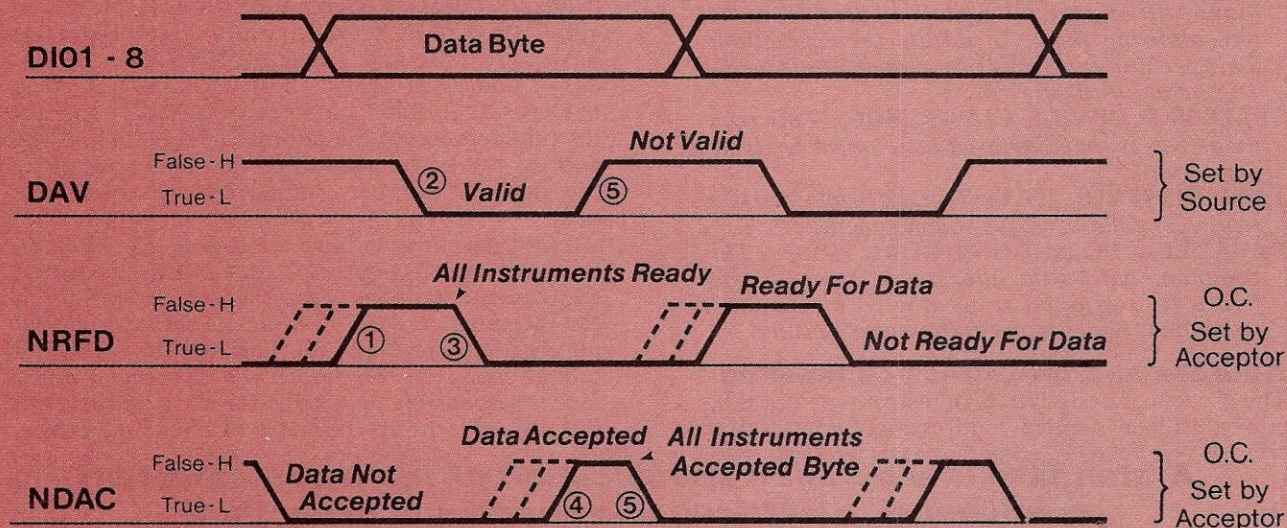 DI01 - 8
Data Byte
DAV
False - H
True - L
② Valid
Not Valid
⑤
Set by
Source
NRFD
False - H
True - L
①
③
All Instruments Ready
Ready For Data
Not Ready For Data
O.C.
Set by
Acceptor
NDAC
False - H
True - L
Data Not
Accepted
Data Accepted
④
⑤
All Instruments
Accepted Byte
O.C.
Set by
Acceptor